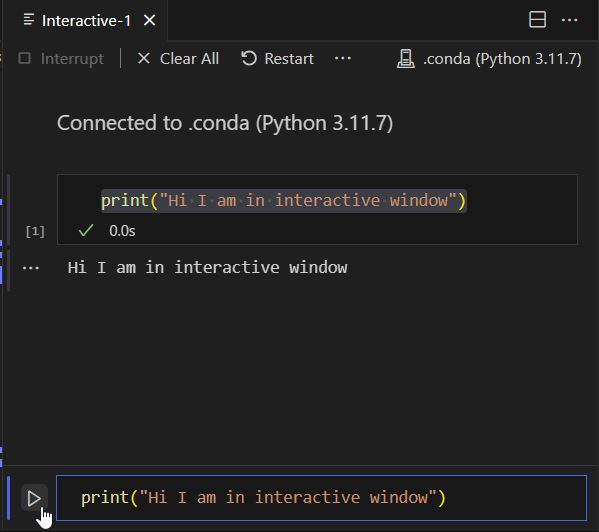 Interactive-1
Interrupt Clear All Restart ... .conda (Python 3.11.7)
Connected to .conda (Python 3.11.7)
print("Hi I am in interactive window")
[1] 0.0s
Hi I am in interactive window
print("Hi I am in interactive window")